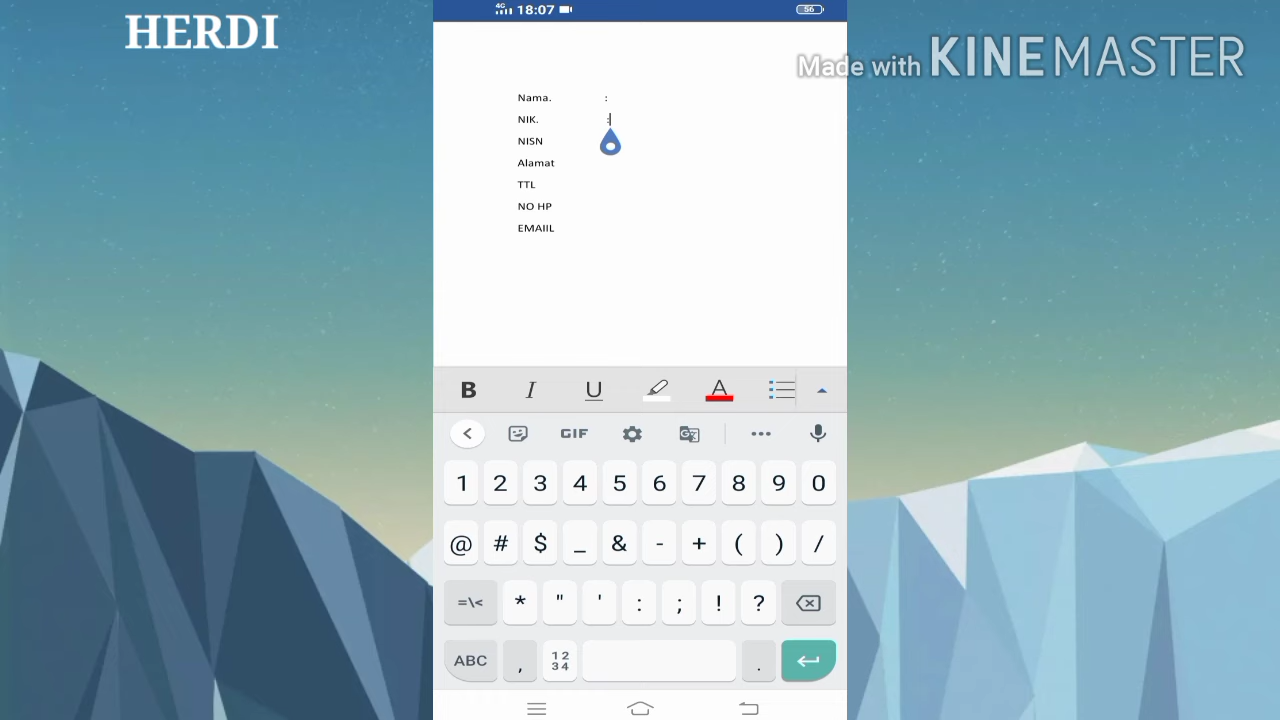 HERDI
4G 18:07 56
Made with KINEMASTER
Nama. :
NIK. :
NISN
Alamat
TTL
NO HP
EMAIIL
B I U A
GIF
1 2 3 4 5 6 7 8 9 0
@ # $ _ & - + ( ) /
=\< * " ' : ; ! ?
ABC , 12 34 .